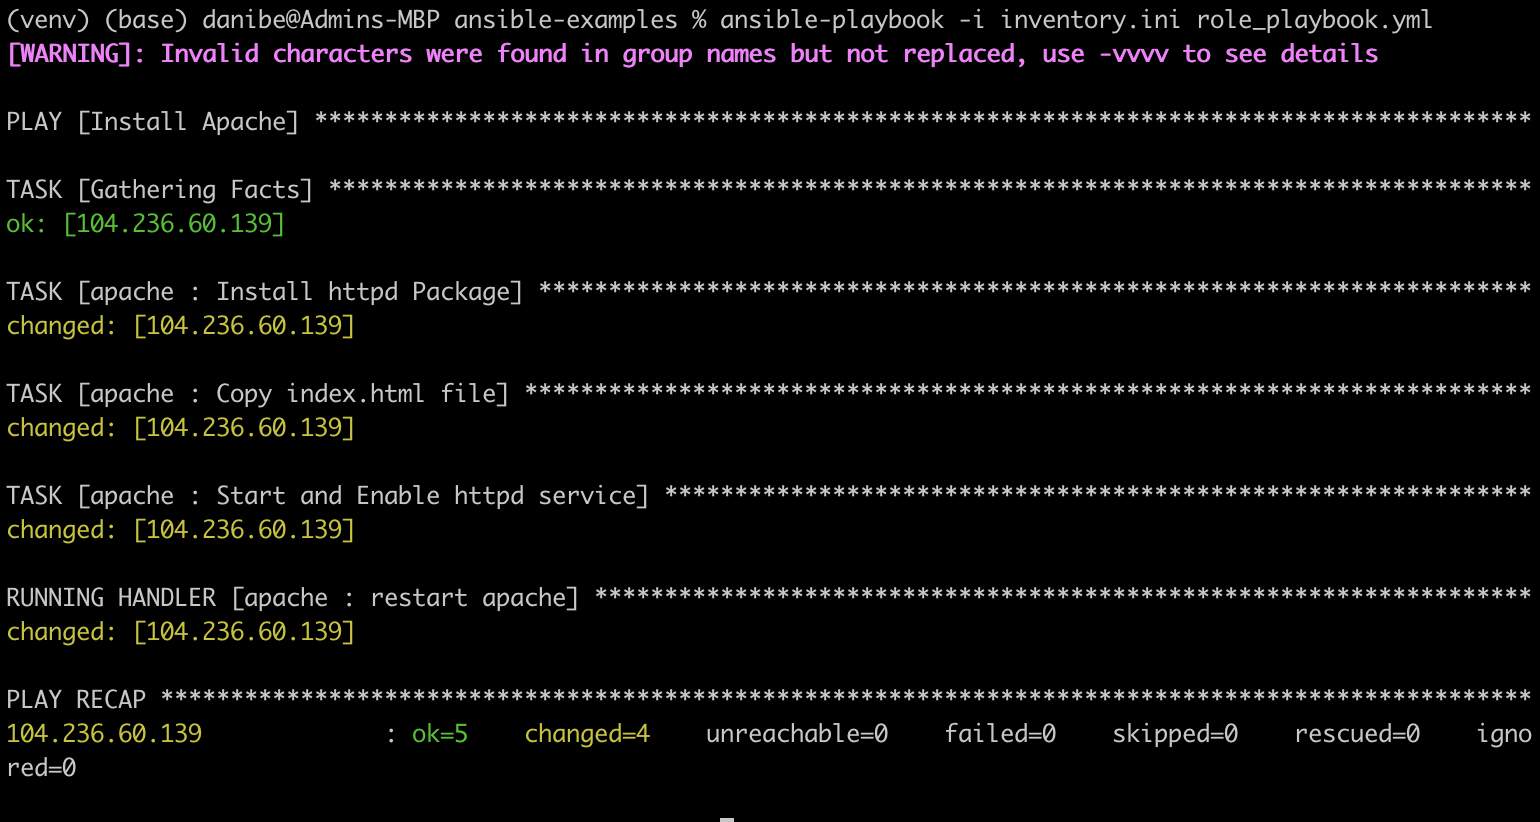 (venv) (base) danibe@Admins-MBP ansible-examples % ansible-playbook -i inventory.ini role_playbook.yml
[WARNING]: Invalid characters were found in group names but not replaced, use -vvvv to see details
PLAY [Install Apache] ***************************************************************************************
TASK [Gathering Facts] **************************************************************************************
ok: [104.236.60.139]
TASK [apache : Install httpd Package] ***********************************************************************
changed: [104.236.60.139]
TASK [apache : Copy index.html file] ************************************************************************
changed: [104.236.60.139]
TASK [apache : Start and Enable httpd service] **************************************************************
changed: [104.236.60.139]
RUNNING HANDLER [apache : restart apache] *******************************************************************
changed: [104.236.60.139]
PLAY RECAP **************************************************************************************************
104.236.60.139             : ok=5    changed=4    unreachable=0    failed=0    skipped=0    rescued=0    igno
red=0